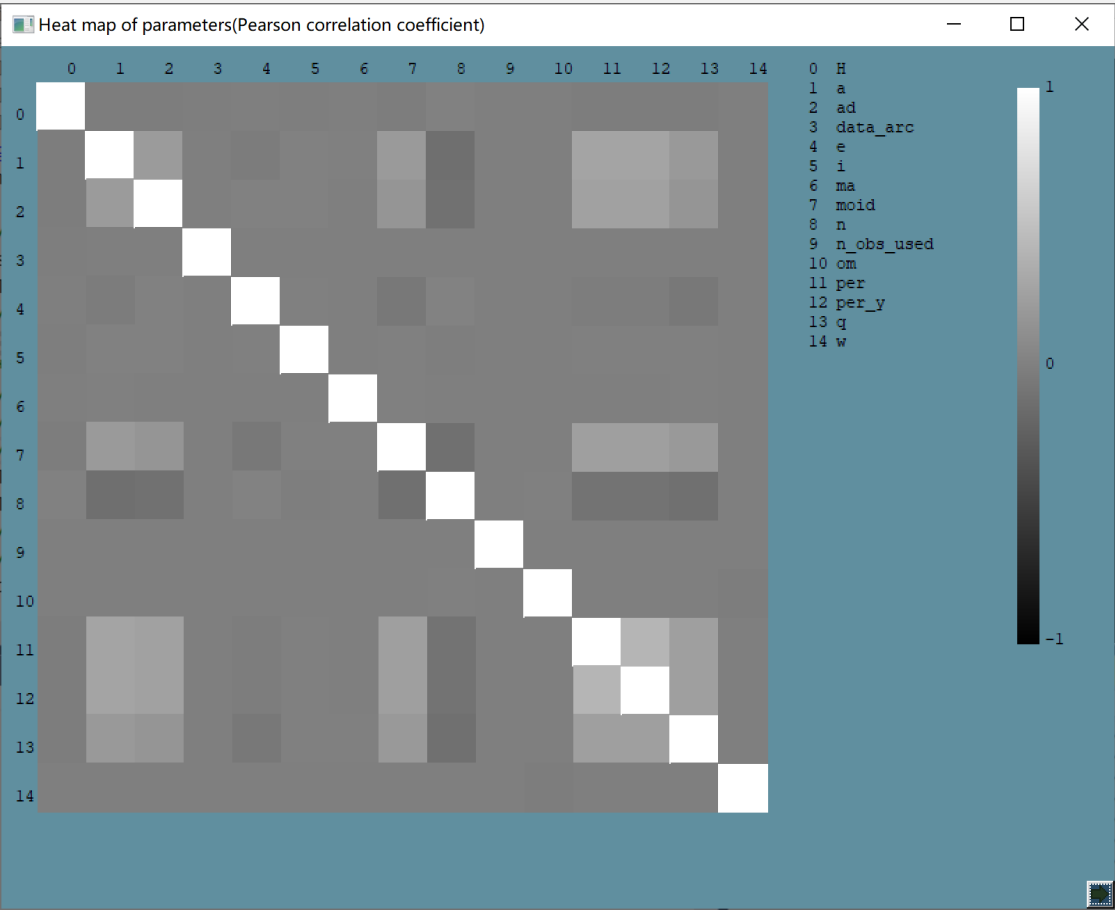 Heat map of parameters(Pearson correlation coefficient)
0 1 2 3 4 5 6 7 8 9 10 11 12 13 14
0
1
2
3
4
5
6
7
8
9
10
11
12
13
14
0 H
1 a
2 ad
3 data_arc
4 e
5 i
6 ma
7 moid
8 n
9 n_obs_used
10 om
11 per
12 per_y
13 q
14 w
1
0
-1